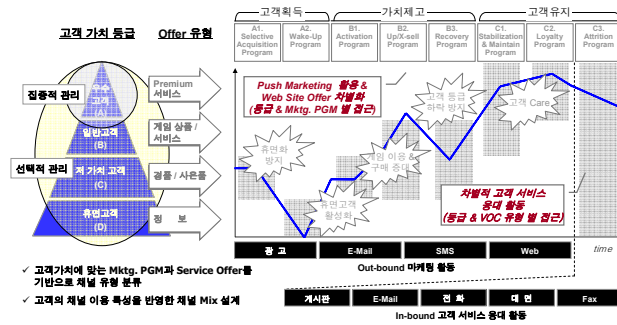 고객 가치 등급
Offer 유형
고객획득
가치제고
고객유지
A1.
Selective
Acquisition
Program
A2.
Wake-Up
Program
B1.
Activation
Program
B2.
Up/X-sell
Program
B3.
Recovery
Program
C1.
Stabilization
& Maintain
Program
C2.
Loyalty
Program
C3.
Attrition
Program
집중적 관리
고객
(A)
일반고객
(B)
선택적 관리
저 가치 고객
(C)
휴면고객
(D)
Premium
서비스
게임 상품 /
서비스
경품 / 사은품
정 보
Push Marketing 활용 &
Web Site Offer 차별화
(등급 & Mktg. PGM 별 접근)
휴면화
방지
휴면고객
활성화
게임 이용 &
구매 증대
고객 등급
하락 방지
고객 Care
차별적 고객 서비스
응대 활동
(등급 & VOC 유형 별 접근)
광 고
E-Mail
SMS
Web
time
Out-bound 마케팅 활동
✓ 고객가치에 맞는 Mktg. PGM과 Service Offer를
기반으로 채널 유형 분류
✓ 고객의 채널 이용 특성을 반영한 채널 Mix 설계
게시판
E-Mail
전 화
대 면
Fax
In-bound 고객 서비스 응대 활동